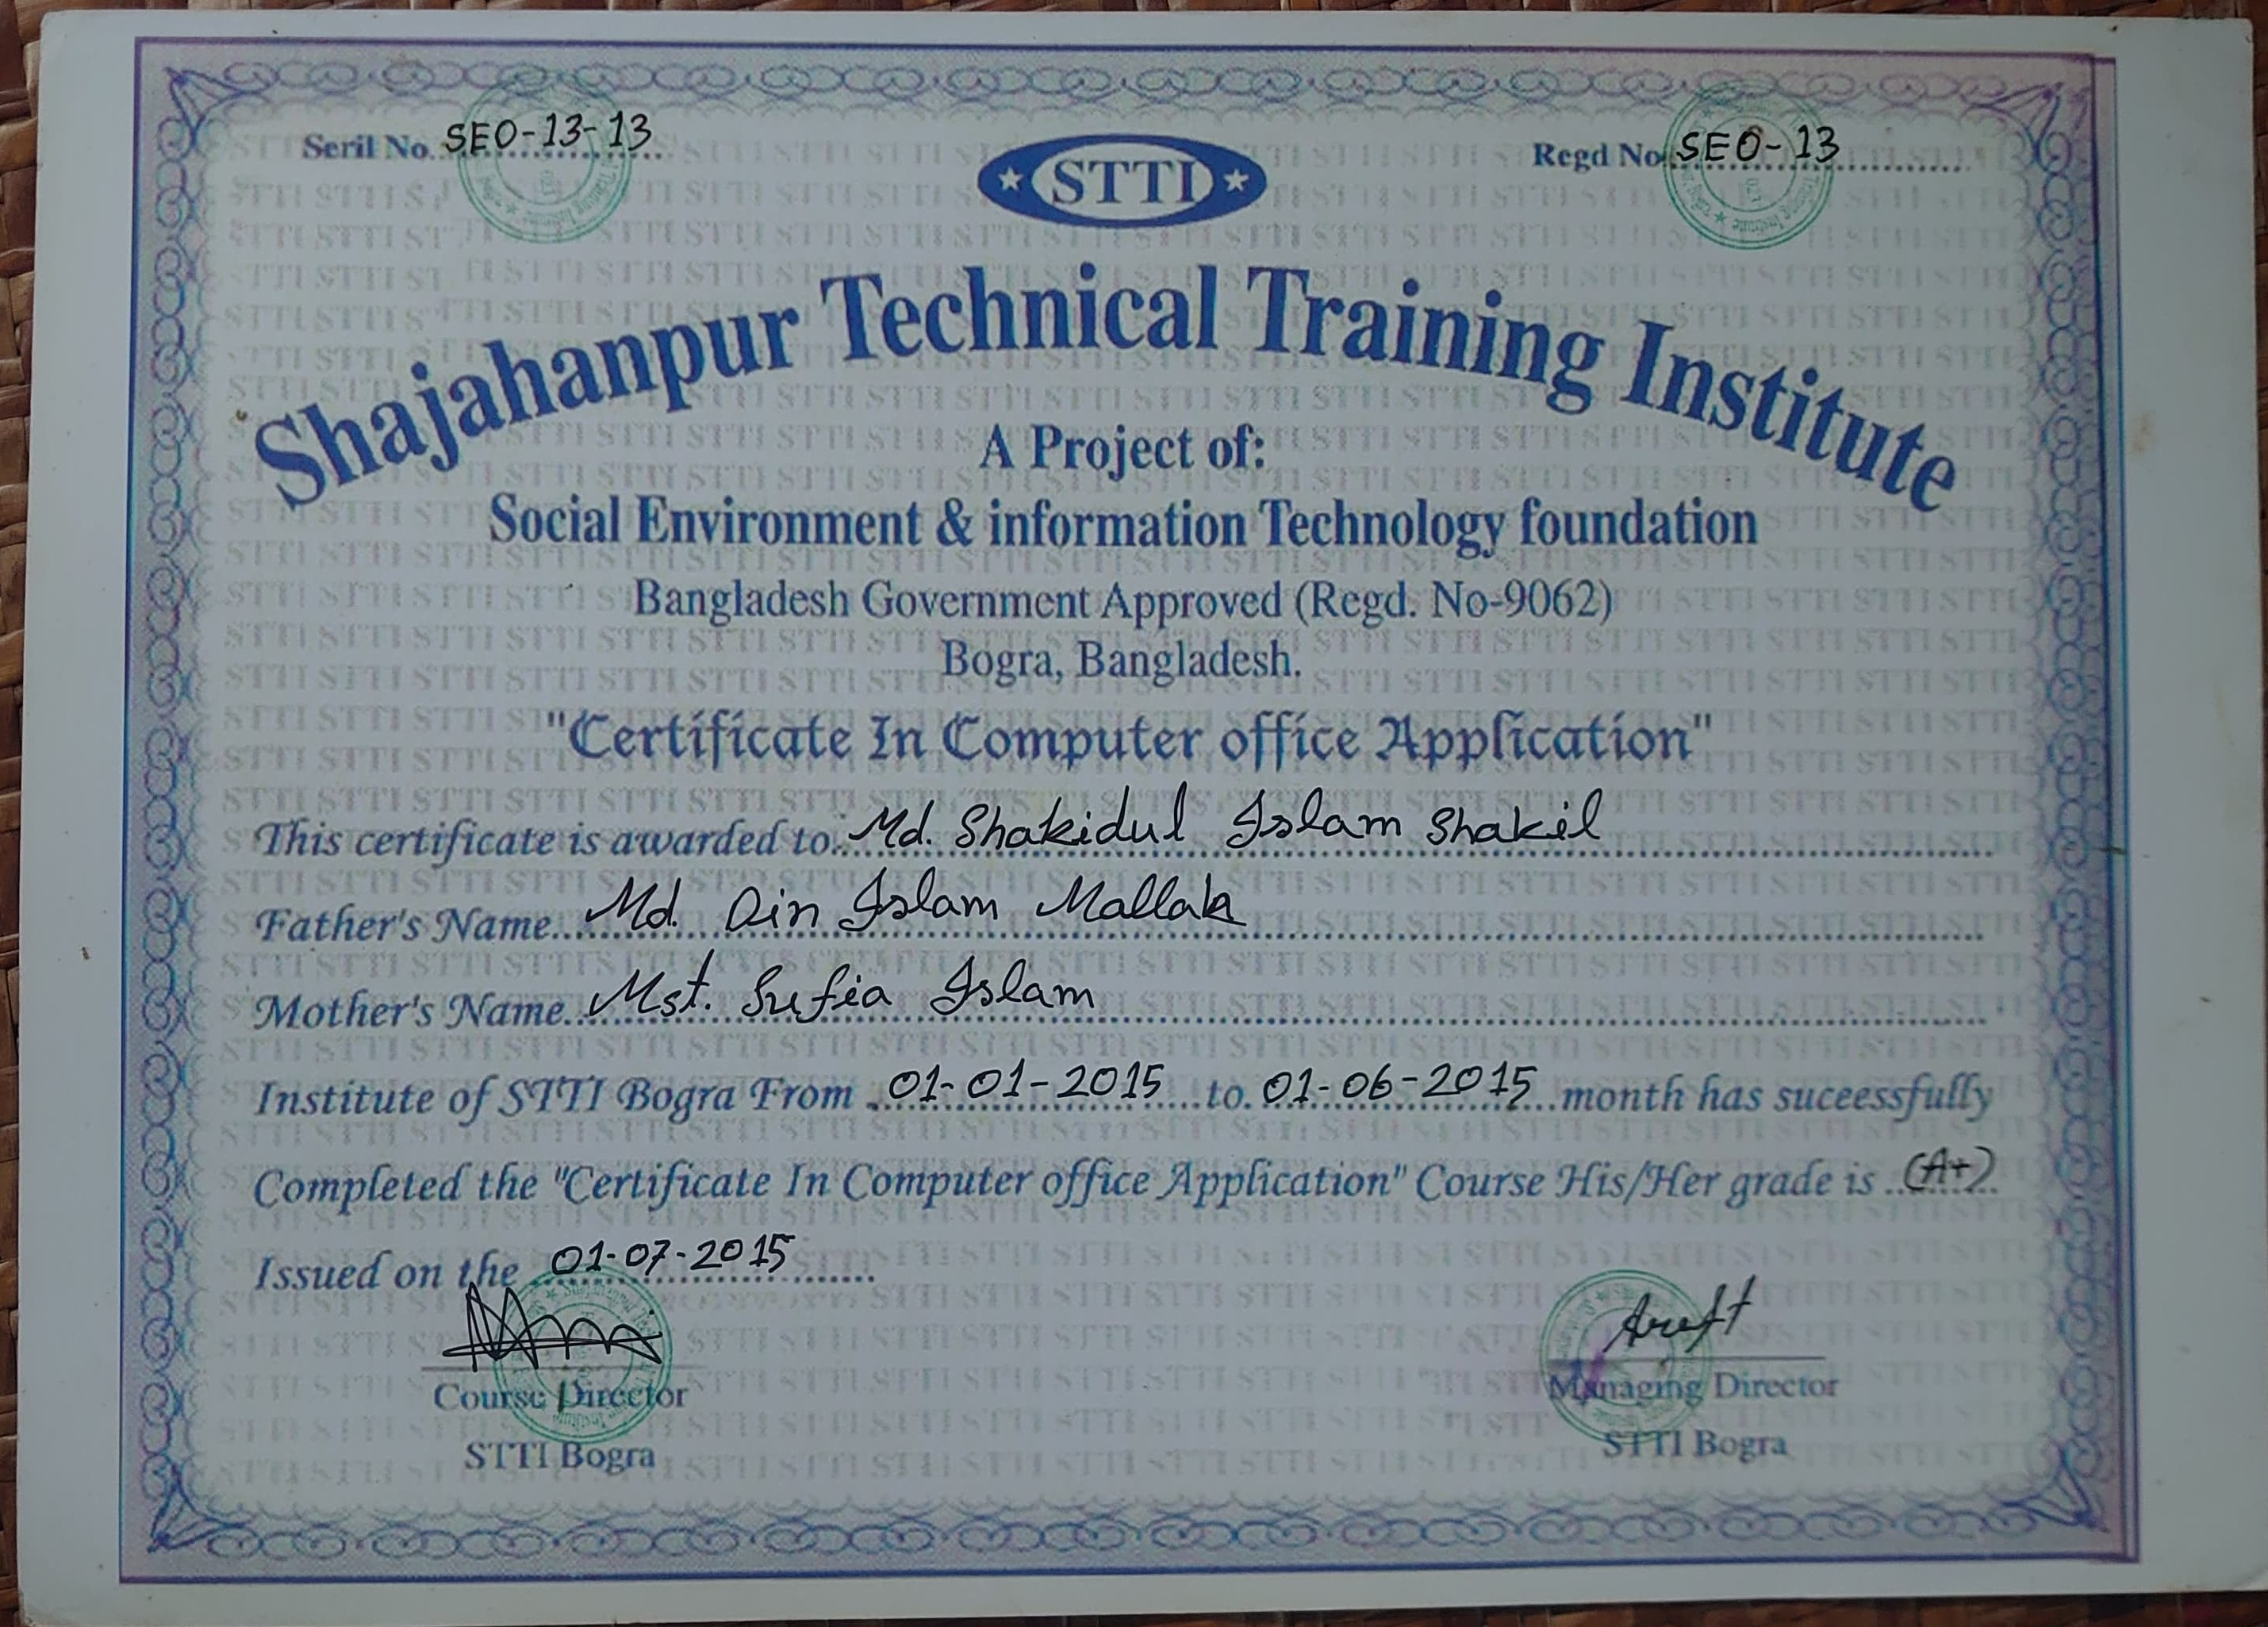 Seril No. SEO-13-13
Regd No. SEO-13
STTI
Shajahanpur Technical Training Institute
A Project of:
Social Environment & information Technology foundation
Bangladesh Government Approved (Regd. No-9062)
Bogra, Bangladesh.
"Certificate In Computer office Application"
This certificate is awarded to. Md. Shakidul Islam Shakil
Father's Name Md. Din Islam Mallak
Mother's Name Mst. Sufia Islam
Institute of STTI Bogra From 01-01-2015 to 01-06-2015 month has suceessfully
Completed the "Certificate In Computer office Application" Course His/Her grade is (A+)
Issued on the 01-07-2015
Course Director
STTI Bogra
Managing Director
STTI Bogra